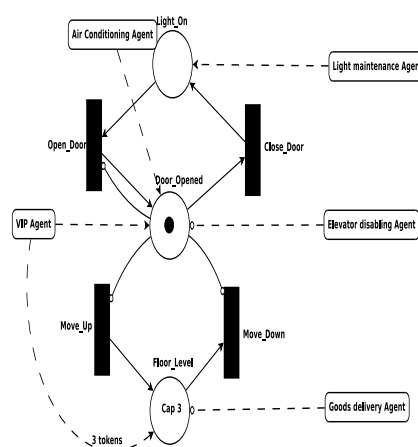 Light_On
Air Conditioning Agent
Light maintenance Agen
Open_Door
Close_Door
Door_Opened
VIP Agent
Elevator disabling Agent
Move_Up
Move_Down
Floor_Level
Cap 3
Goods delivery Agent
3 tokens